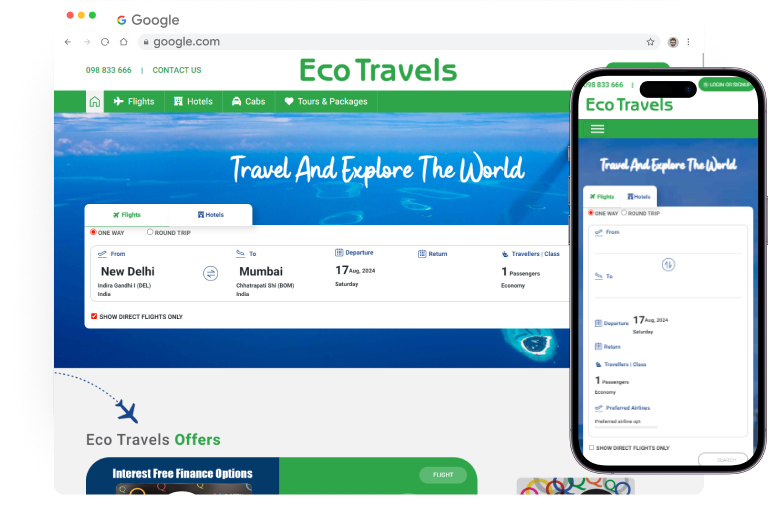 Google
google.com
098 833 666 | CONTACT US
Eco Travels
Flights
Hotels
Cabs
Tours & Packages
Travel And Explore The World
Flights
Hotels
ONE WAY
ROUND TRIP
From
To
Departure
Return
Travellers | Class
New Delhi
Mumbai
17 Aug, 2024
1 Passengers
Indira Gandhi I (DEL)
Chhatrapati Shi (BOM)
Saturday
Economy
India
India
SHOW DIRECT FLIGHTS ONLY
Eco Travels Offers
Interest Free Finance Options
FLIGHT
098 833 666 |
LOGIN OR SIGNUP
Eco Travels
Travel And Explore The World
Flights
Hotels
ONE WAY
ROUND TRIP
From
To
Departure
17 Aug, 2024
Saturday
Return
Travellers | Class
1 Passengers
Economy
Preferred Airlines
Preferred airline opt
SHOW DIRECT FLIGHTS ONLY
SEARCH